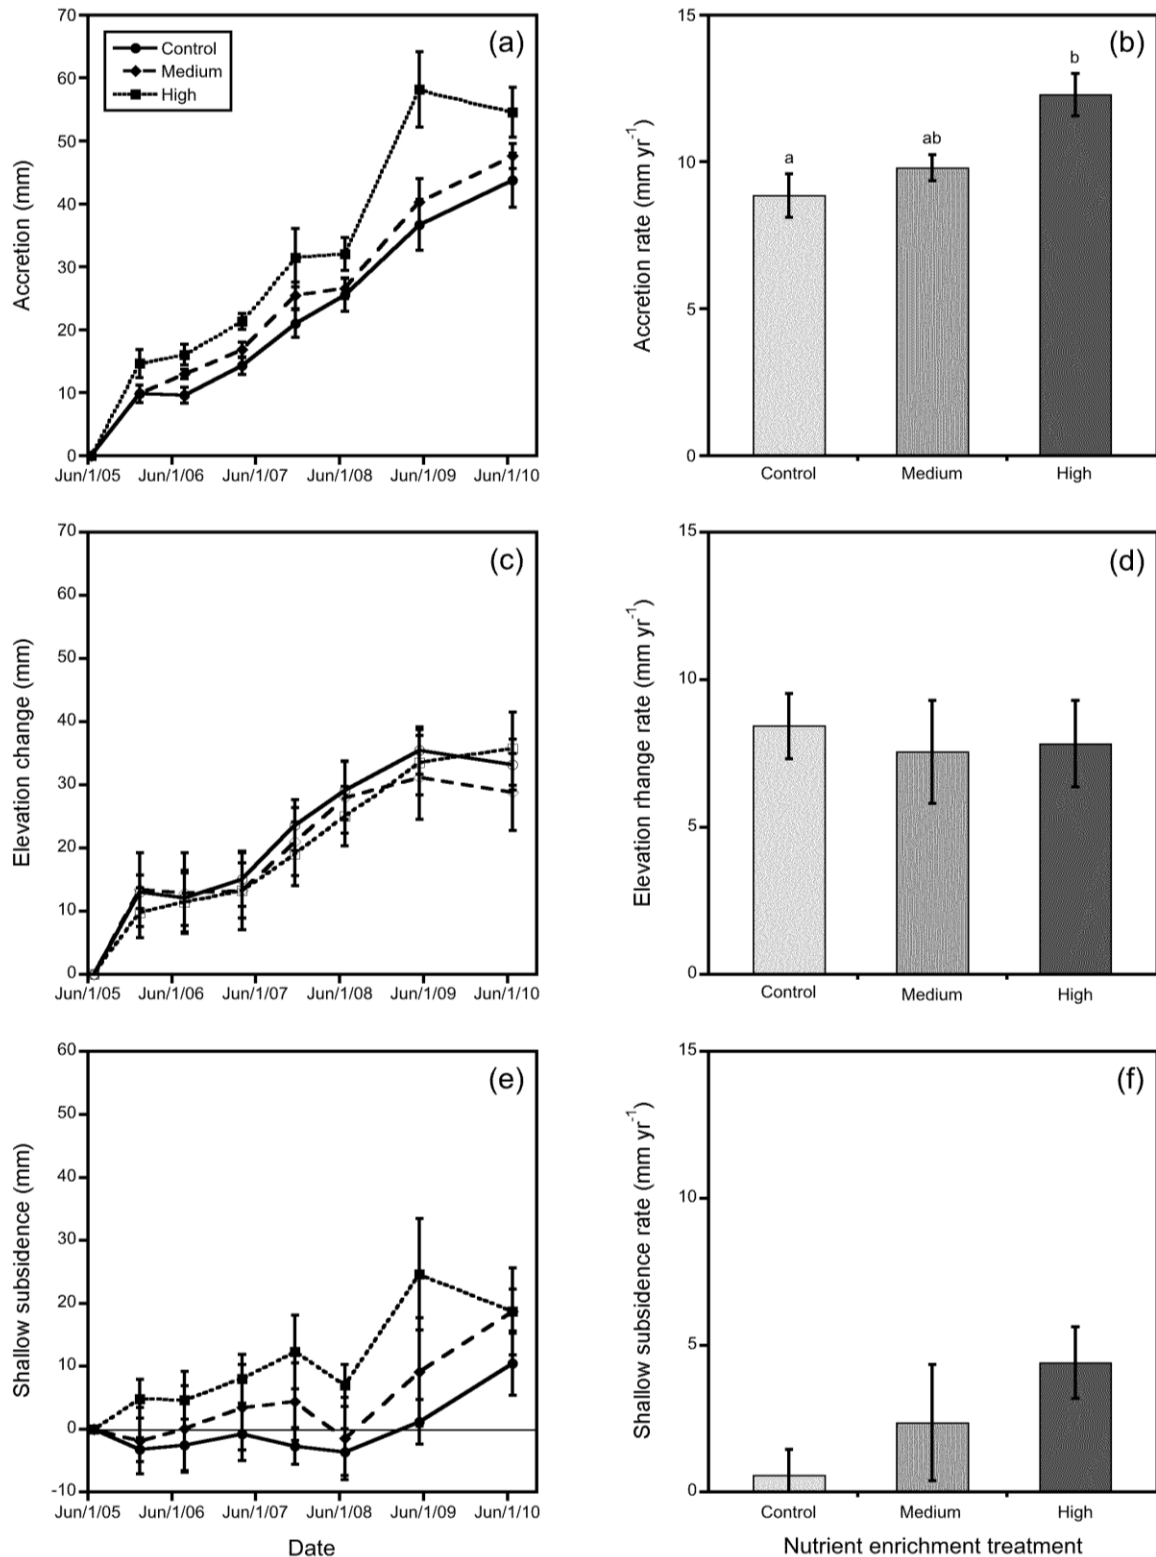 (a)
Control
Medium
High
Accretion (mm)
70
60
50
40
30
20
10
0
Jun/1/05 Jun/1/06 Jun/1/07 Jun/1/08 Jun/1/09 Jun/1/10
(b)
Accretion rate (mm yr-1)
15
10
5
0
a
ab
b
Control Medium High
(c)
Elevation change (mm)
70
60
50
40
30
20
10
0
Jun/1/05 Jun/1/06 Jun/1/07 Jun/1/08 Jun/1/09 Jun/1/10
(d)
Elevation rhange rate (mm yr-1)
15
10
5
0
Control Medium High
(e)
Shallow subsidence (mm)
60
50
40
30
20
10
0
-10
Jun/1/05 Jun/1/06 Jun/1/07 Jun/1/08 Jun/1/09 Jun/1/10
Date
(f)
Shallow subsidence rate (mm yr-1)
15
10
5
0
Control Medium High
Nutrient enrichment treatment